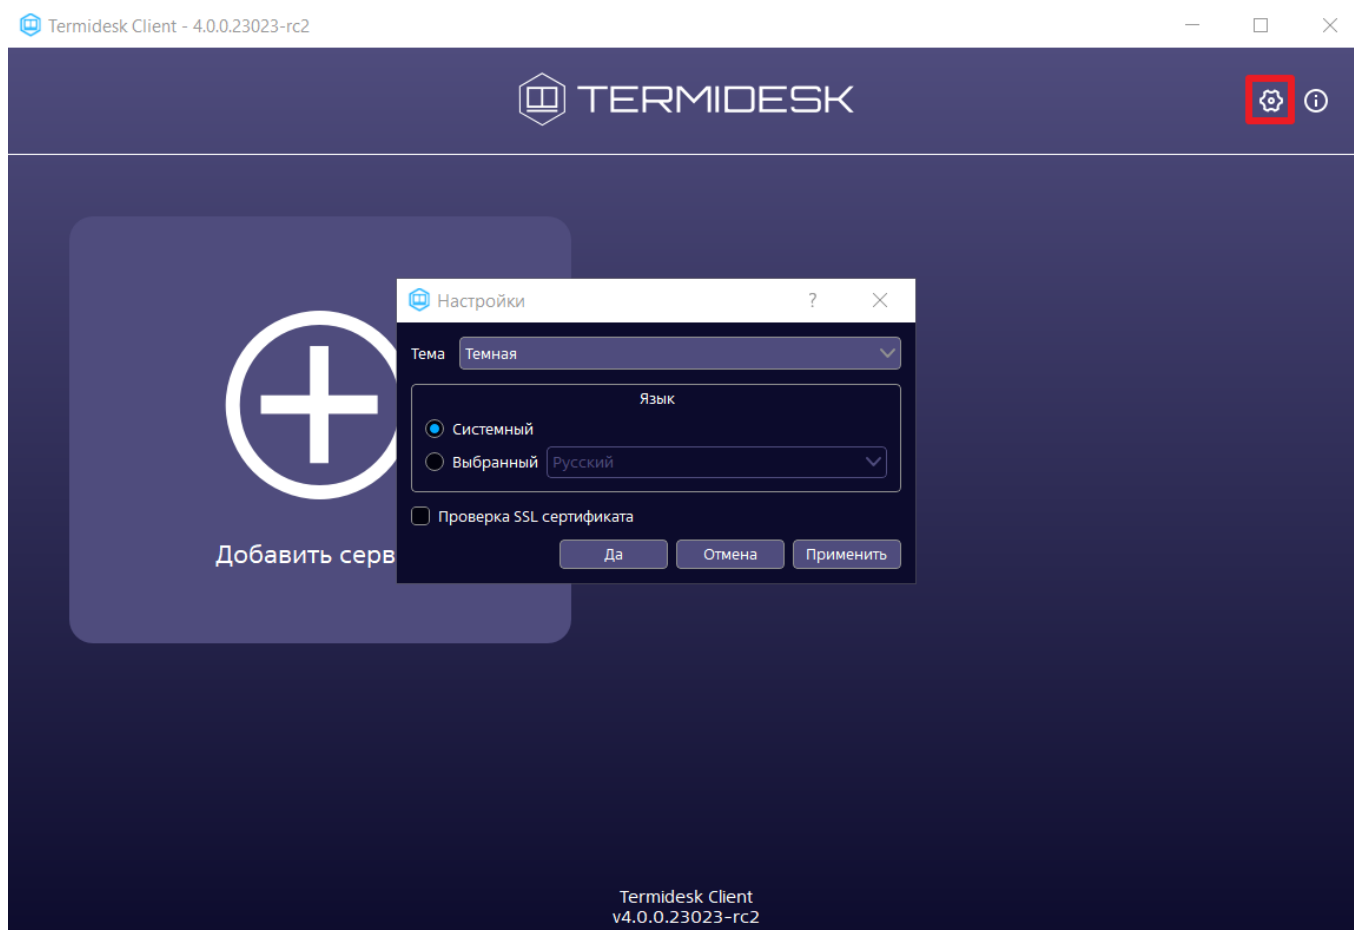 Termidesk Client - 4.0.0.23023-rc2
TERMIDESK
Настройки
?
Тема Темная
Язык
Системный
Выбранный Русский
Проверка SSL сертификата
Да Отмена Применить
Добавить серв
Termidesk Client
v4.0.0.23023-rc2